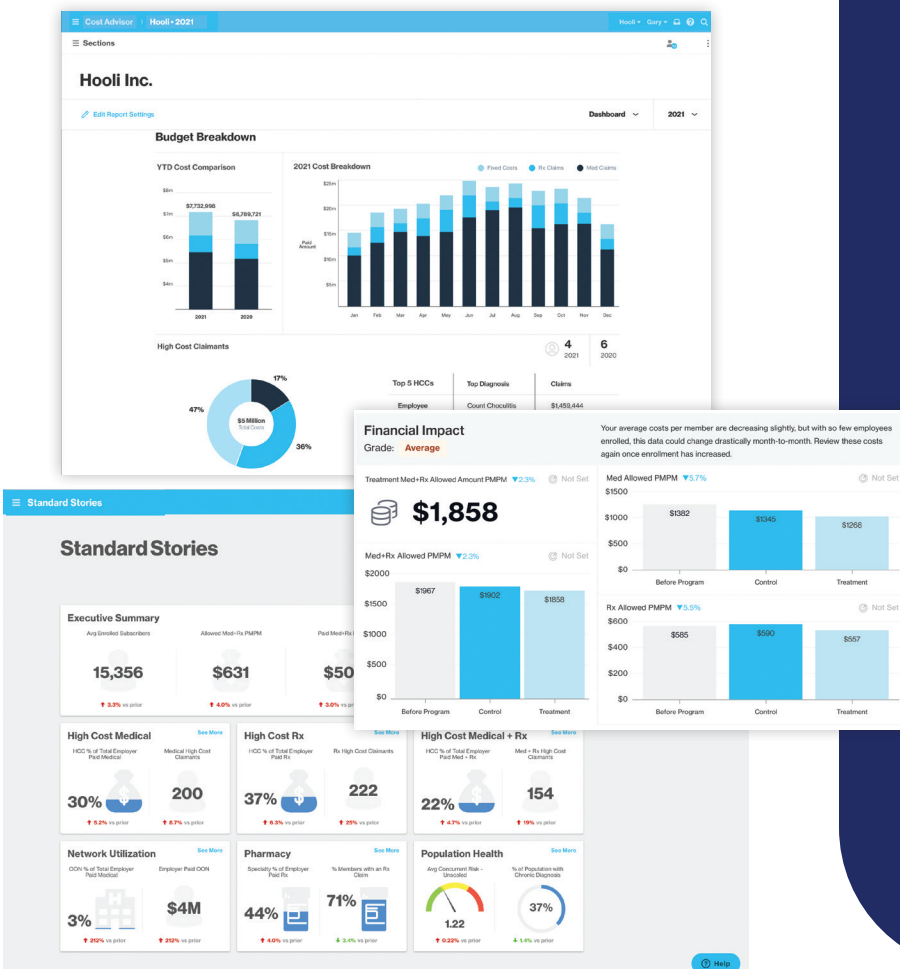 Cost Advisor
Hooli • 2021
Hooli
Gary
Sections
Hooli Inc.
Edit Report Settings
Dashboard
2021
Budget Breakdown
YTD Cost Comparison
$8m
$7m
$6m
$5m
$4m
$7,732,998
$6,789,721
2021
2020
2021 Cost Breakdown
Fixed Costs
Rx Claims
Med Claims
$25m
$20m
$15m
$10m
$5m
Paid
Amount
Jan Feb Mar Apr May Jun Jul Aug Sep Oct Nov Dec
High Cost Claimants
4
2021
6
2020
17%
47%
36%
$5 Million
Total Costs
Top 5 HCCs Top Diagnosis Claims
Employee Count Choculitis $1,459,444
Financial Impact
Grade: Average
Your average costs per member are decreasing slightly, but with so few employees
enrolled, this data could change drastically month-to-month. Review these costs
again once enrollment has increased.
Treatment Med+Rx Allowed Amount PMPM ▼2.3% Not Set
$1,858
Med+Rx Allowed PMPM ▼2.3% Not Set
$2000
$1500
$1000
$500
$0
$1967
$1902
$1858
Before Program Control Treatment
Med Allowed PMPM ▼5.7% Not Set
$1500
$1000
$500
$0
$1382
$1345
$1268
Before Program Control Treatment
Rx Allowed PMPM ▼5.5% Not Set
$600
$400
$200
$0
$585
$590
$557
Before Program Control Treatment
Standard Stories
Standard Stories
Executive Summary
Avg Enrolled Subscribers
15,356
↑ 3.3% vs prior
Allowed Med+Rx PMPM
$631
↑ 4.0% vs prior
Paid Med+Rx
$50
↑ 3.0% vs
High Cost Medical See More
HCC % of Total Employer
Paid Medical
30%
↑ 5.2% vs prior
Medical High Cost
Claimants
200
↑ 8.7% vs prior
High Cost Rx See More
HCC % of Total Employer
Paid Rx
37%
↑ 6.3% vs prior
Rx High Cost Claimants
222
↑ 25% vs prior
High Cost Medical + Rx See More
HCC % of Total Employer
Paid Med + Rx
22%
↑ 4.7% vs prior
Med + Rx High Cost
Claimants
154
↑ 19% vs prior
Network Utilization See More
OON % of Total Employer
Paid Medical
3%
↑ 212% vs prior
Employer Paid OON
$4M
↑ 212% vs prior
Pharmacy See More
Specialty % of Employer
Paid Rx
44%
↑ 4.0% vs prior
% Members with an Rx
Claim
71%
↓ 3.4% vs prior
Population Health See More
Avg Concurrent Risk -
Unscaled
1.22
↑ 0.22% vs prior
% of Population with
Chronic Diagnosis
37%
↓ 1.4% vs prior
Help